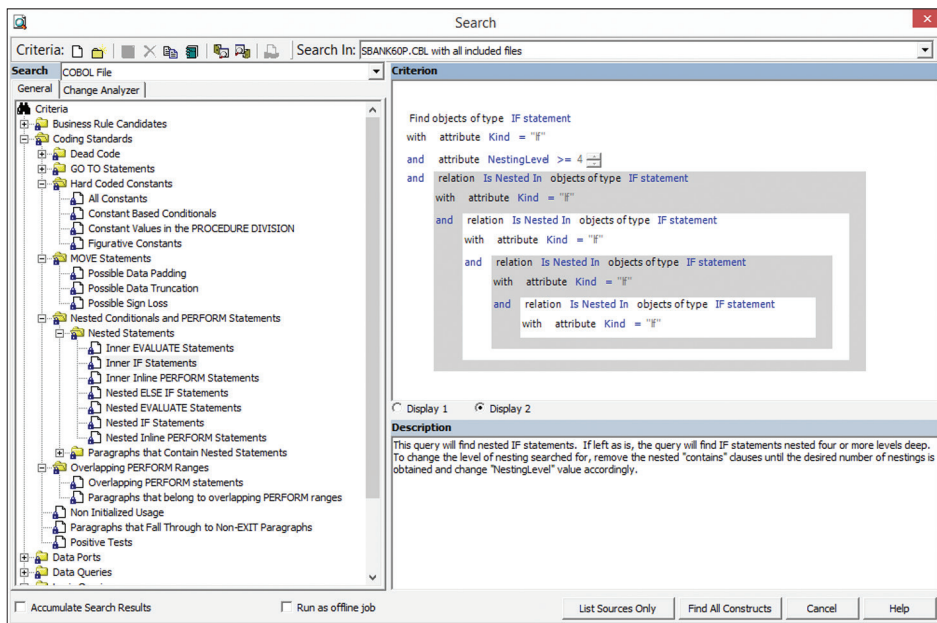 Search
Criteria:
Search In: SBANK60P.CBL with all included files
Search COBOL File
General Change Analyzer
Criteria
Business Rule Candidates
Coding Standards
Dead Code
GO TO Statements
Hard Coded Constants
All Constants
Constant Based Conditionals
Constant Values in the PROCEDURE DIVISION
Figurative Constants
MOVE Statements
Possible Data Padding
Possible Data Truncation
Possible Sign Loss
Nested Conditionals and PERFORM Statements
Nested Statements
Inner EVALUATE Statements
Inner IF Statements
Inner Inline PERFORM Statements
Nested ELSE IF Statements
Nested EVALUATE Statements
Nested IF Statements
Nested Inline PERFORM Statements
Paragraphs that Contain Nested Statements
Overlapping PERFORM Ranges
Overlapping PERFORM statements
Paragraphs that belong to overlapping PERFORM ranges
Non Initialized Usage
Paragraphs that Fall Through to Non-EXIT Paragraphs
Positive Tests
Data Ports
Data Queries
Criterion
Find objects of type IF statement
with attribute Kind = "If"
and attribute NestingLevel >= 4
and relation Is Nested In objects of type IF statement
with attribute Kind = "If"
and relation Is Nested In objects of type IF statement
with attribute Kind = "If"
and relation Is Nested In objects of type IF statement
with attribute Kind = "If"
and relation Is Nested In objects of type IF statement
with attribute Kind = "If"
Display 1 Display 2
Description
This query will find nested IF statements. If left as is, the query will find IF statements nested four or more levels deep.
To change the level of nesting searched for, remove the nested "contains" clauses until the desired number of nestings is
obtained and change "NestingLevel" value accordingly.
Accumulate Search Results
Run as offline job
List Sources Only
Find All Constructs
Cancel
Help